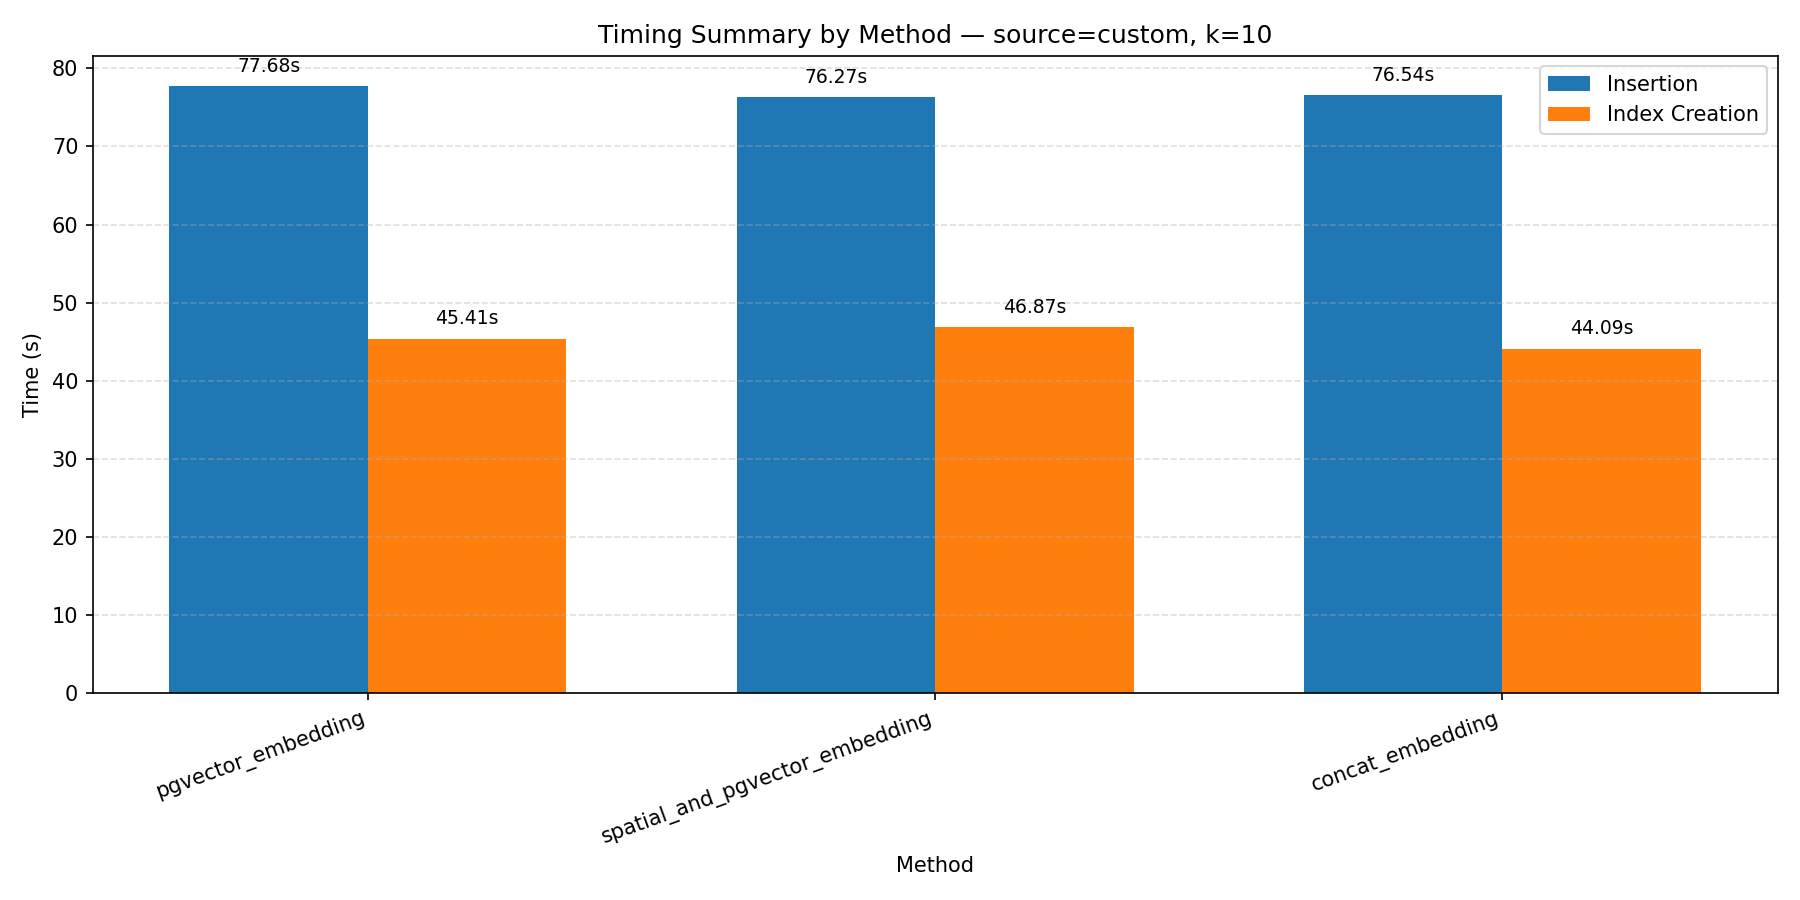 Timing Summary by Method — source=custom, k=10
Insertion
Index Creation
77.68s
76.27s
76.54s
45.41s
46.87s
44.09s
80
70
60
50
40
30
20
10
0
Time (s)
pgvector_embedding
spatial_and_pgvector_embedding
concat_embedding
Method